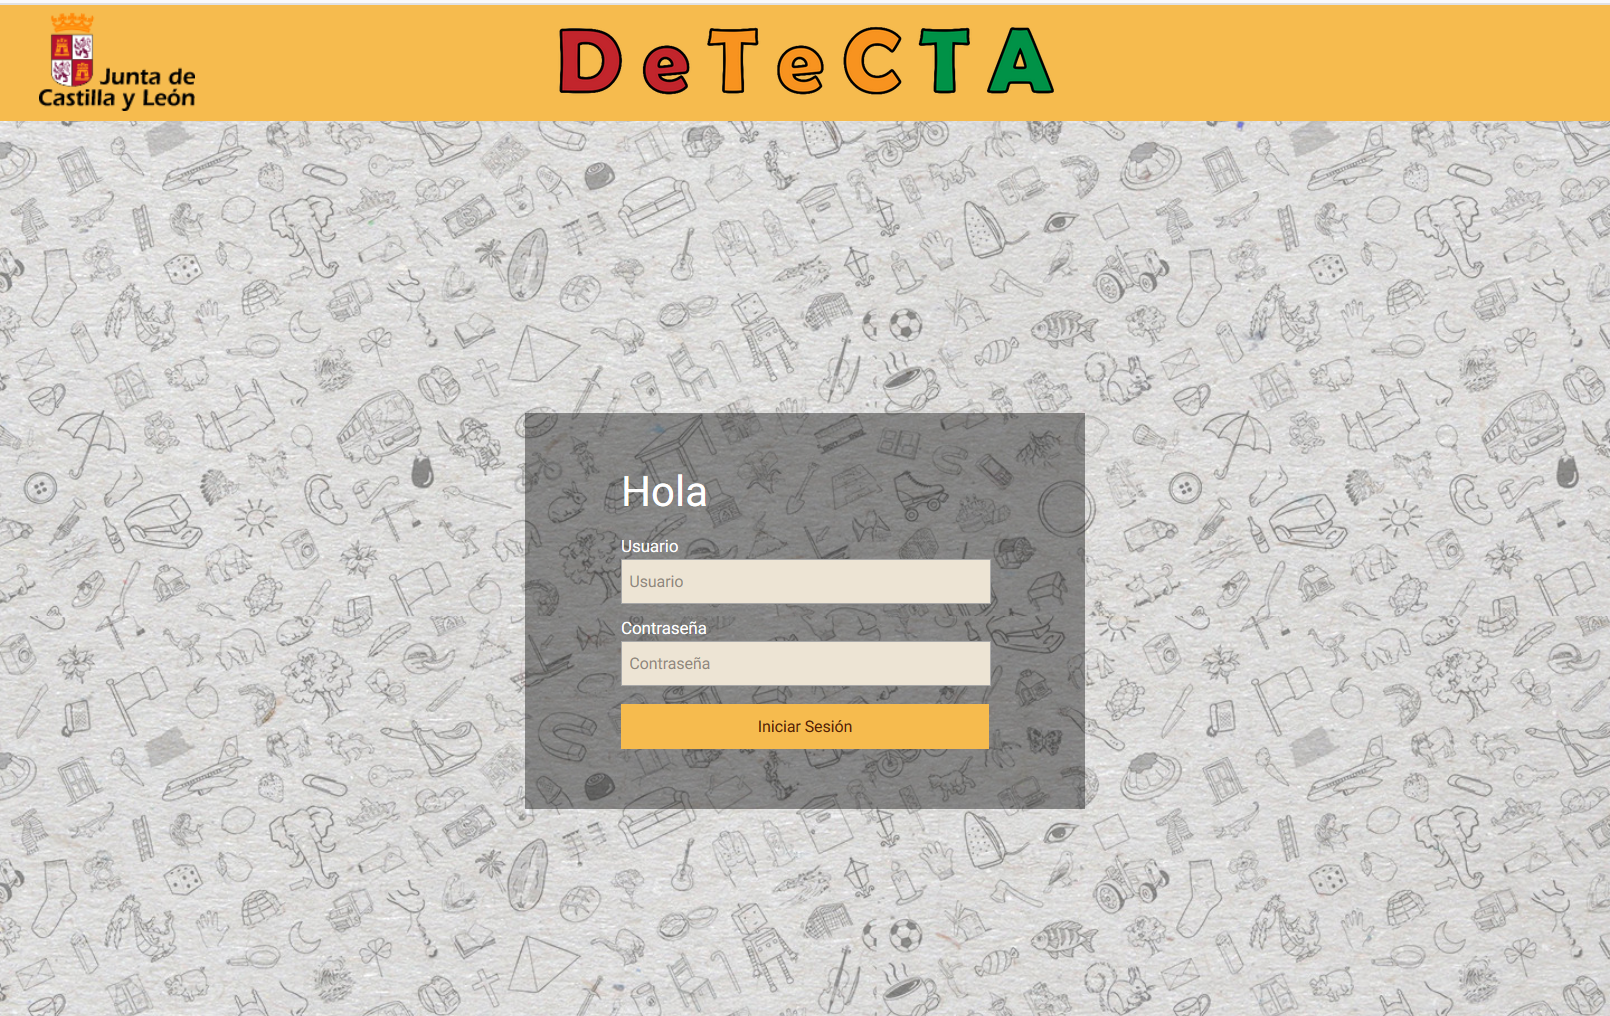 Junta de
Castilla y León
DeTeCTA
Hola
Usuario
Usuario
Contraseña
Contraseña
Iniciar Sesión